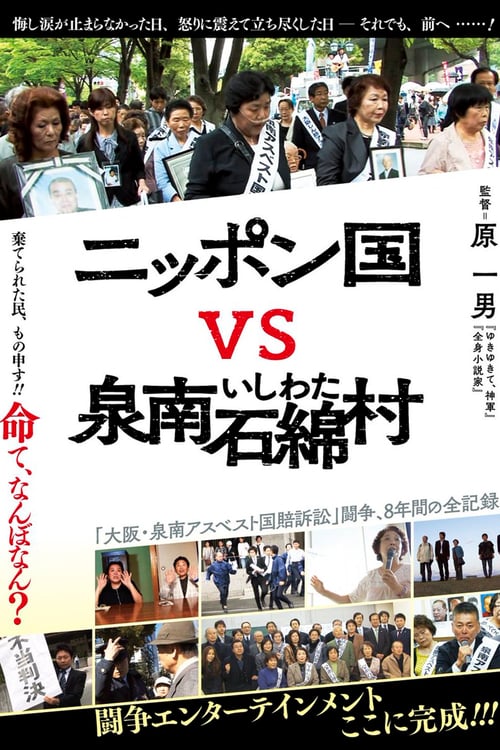 悔し涙が止まらなかった日、怒りに震えて立ち尽くした日 ― それでも、前へ ……!
監督=原 一男
『ゆきゆきて、神軍』
『全身小説家』
ニッポン国
VS
いしわた
泉南石綿村
棄てられた民、もの申す!!
命て、なんぼなん?
「大阪・泉南アスベスト国賠訴訟」闘争、8年間の全記録
不当判決
闘争エンターテインメント
ここに完成!!!